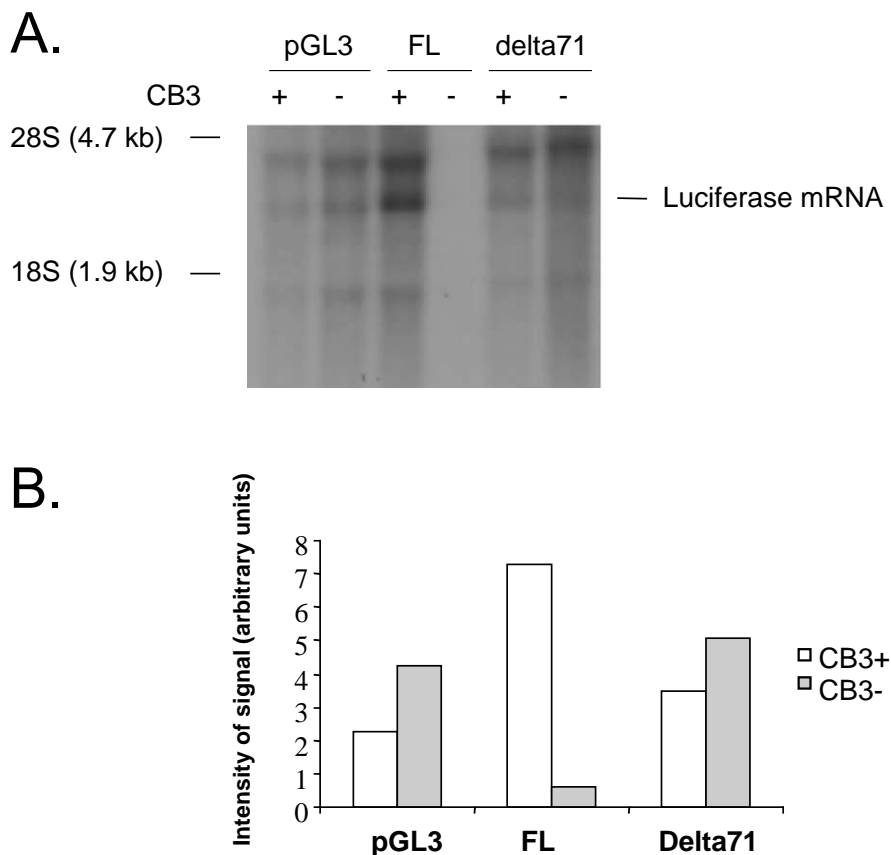 A.
pGL3 FL delta71
CB3 + - + - + -
28S (4.7 kb)
Luciferase mRNA
18S (1.9 kb)
B.
Intensity of signal (arbitrary units)
8
7
6
5
4
3
2
1
0
CB3+
CB3-
pGL3 FL Delta71